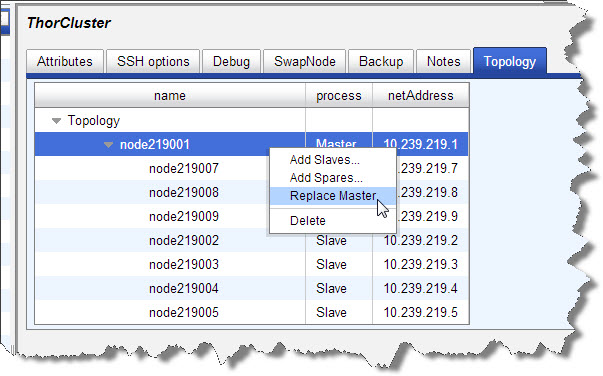 ThorCluster
Attributes SSH options Debug SwapNode Backup Notes Topology
name process netAddress
Topology
node219001 Master 10.239.219.1
node219007 10.239.219.7
node219008 10.239.219.8
node219009 10.239.219.9
node219002 Slave 10.239.219.2
node219003 Slave 10.239.219.3
node219004 Slave 10.239.219.4
node219005 Slave 10.239.219.5
Add Slaves...
Add Spares...
Replace Master
Delete